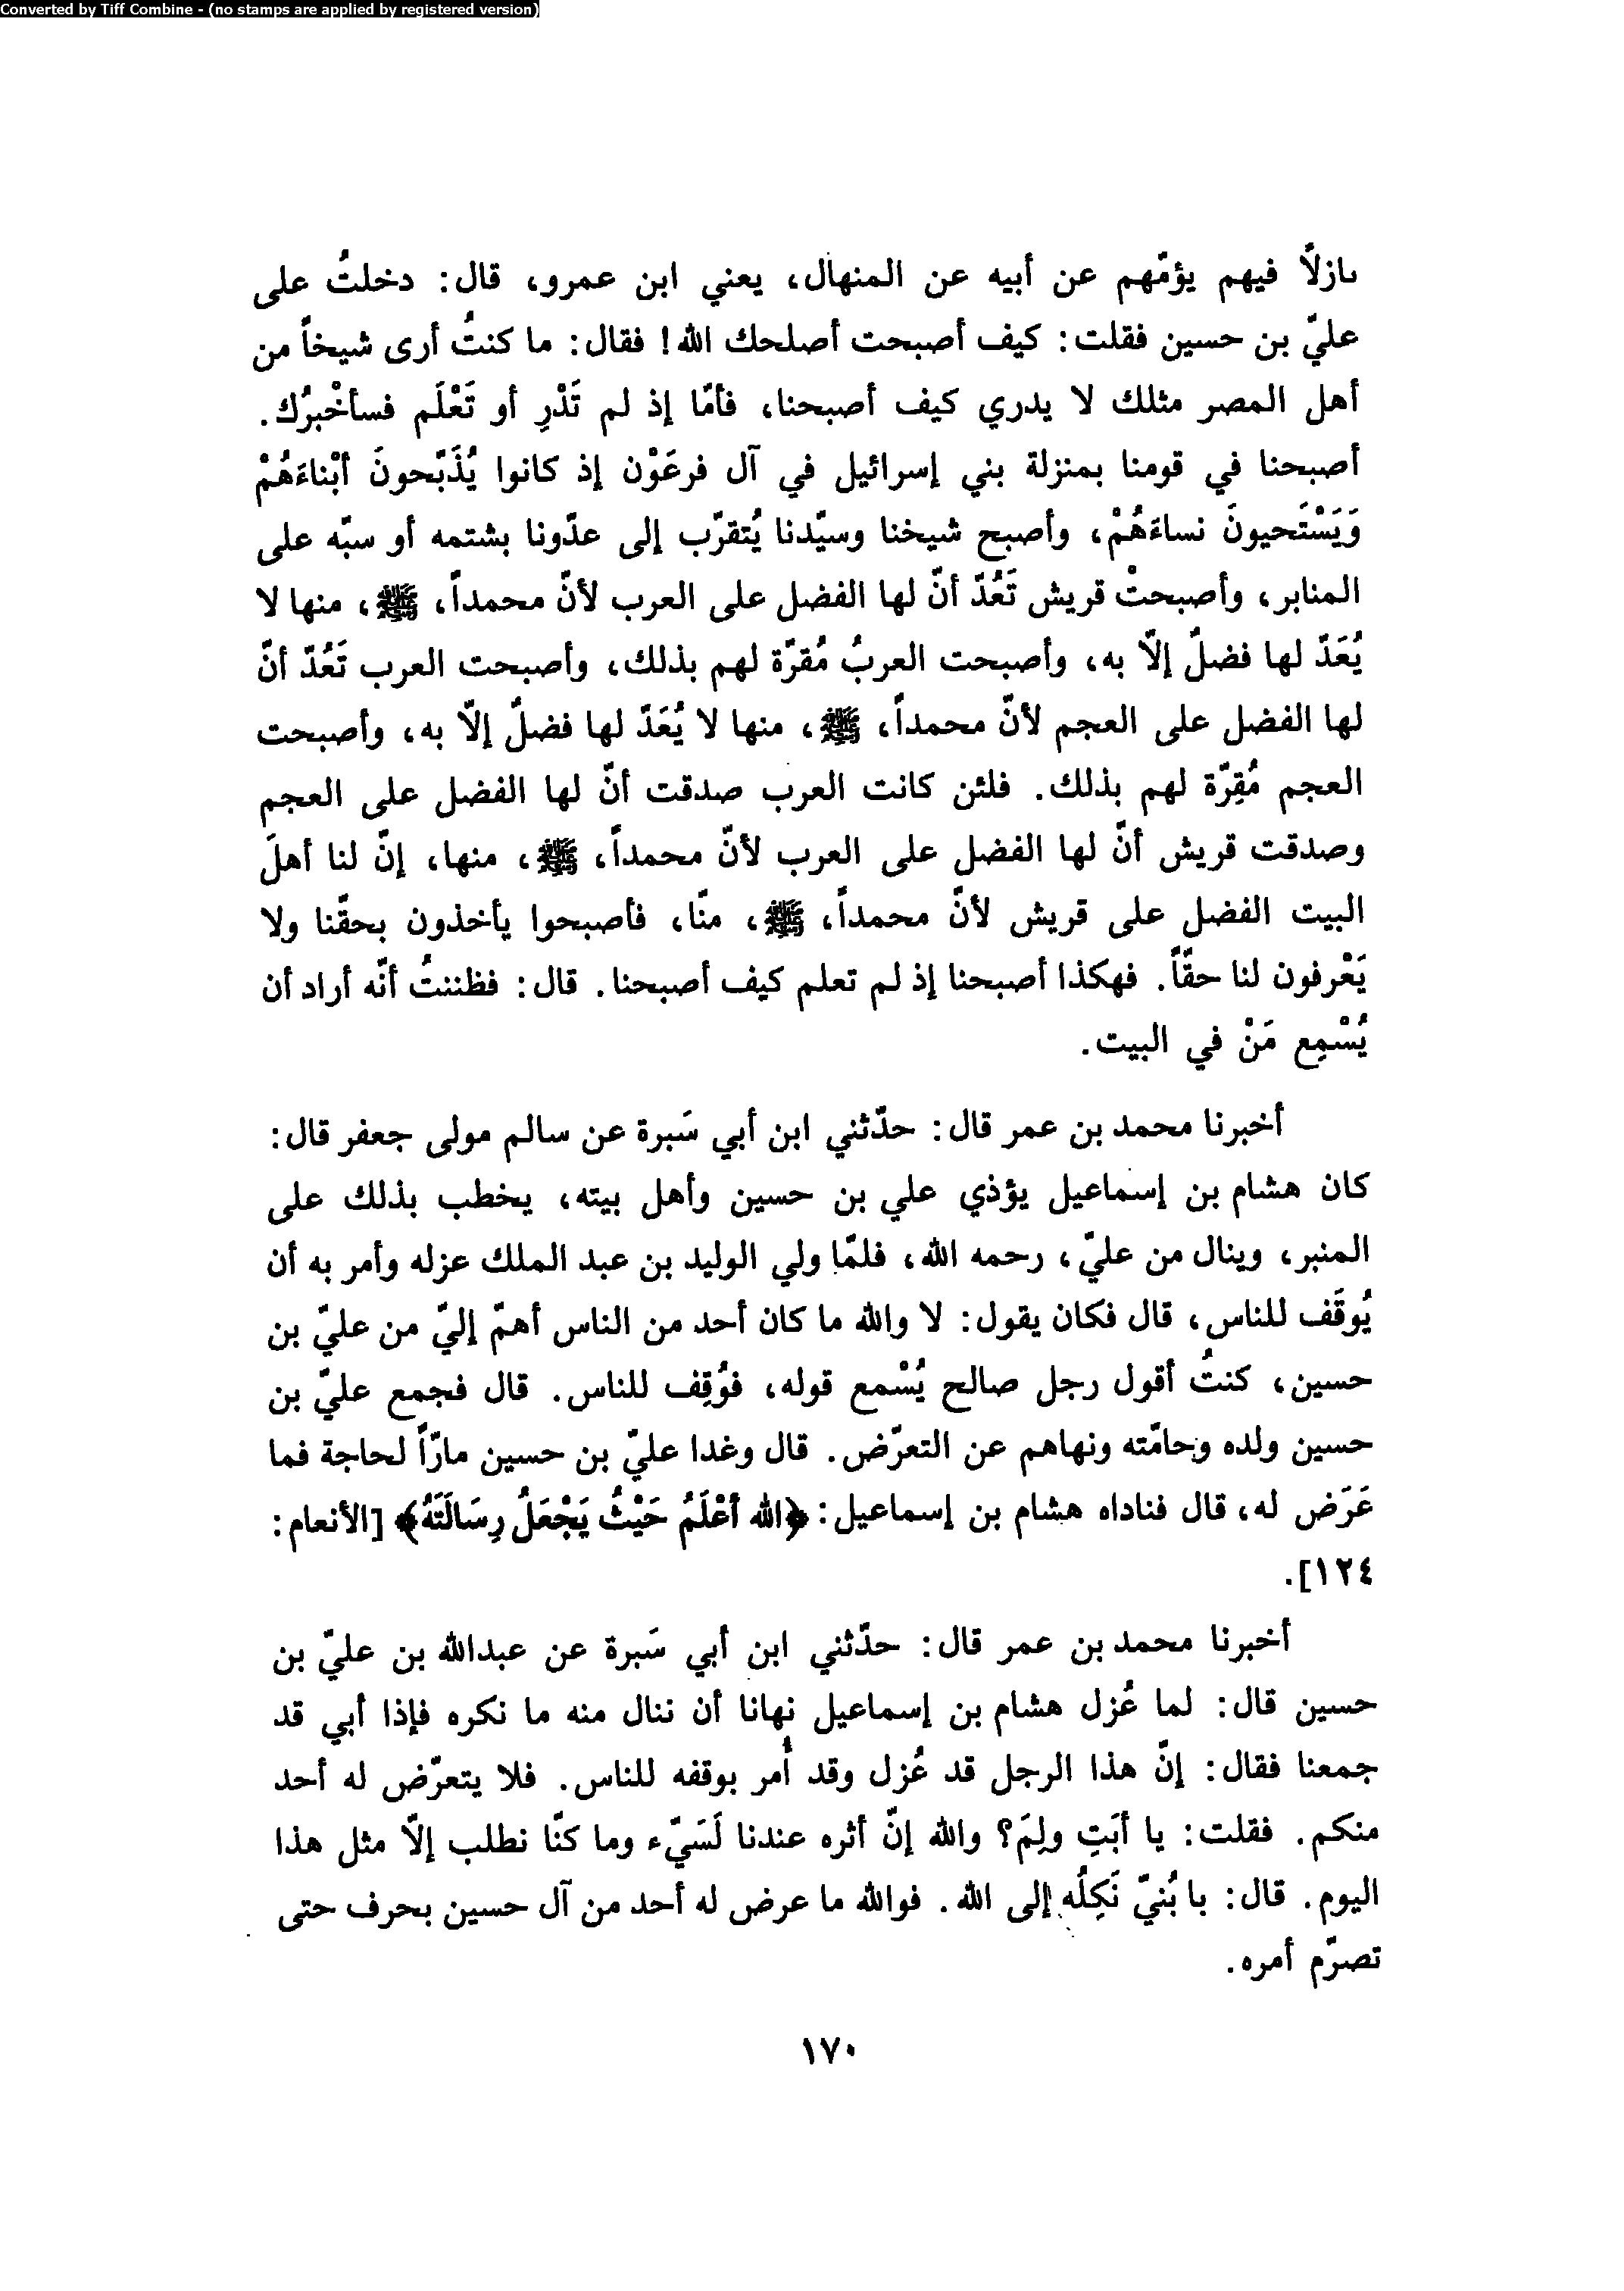 Converted by Tiff Combine - (no stamps are applied by registered version)
نازلاً فيهم يؤمّهم عن أبيه عن المنهال، يعني ابن عمرو، قال: دخلتُ على
عليّ بن حسين فقلت: كيف أصبحت أصلحك الله! فقال: ما كنتُ أرى شيخاً من
أهل المصر مثلك لا يدري كيف أصبحنا، فأمّا إذ لم تَدْرِ أو تَعْلَم فسأخْبرُك.
أصبحنا في قومنا بمنزلة بني إسرائيل في آل فرعَوْن إذ كانوا يُذَبّحونَ أبْناءَهُمْ
وَيَسْتَحيونَ نساءَهُمْ، وأصبح شيخنا وسيّدنا يُتقرّب إلى عدّونا بشتمه أو سبّه على
المنابر، وأصبحتْ قريش تَعُدّ أنّ لها الفضل على العرب لأنّ محمداً، ﷺ، منها لا
يُعَدّ لها فضلٌ إلاّ به، وأصبحت العربُ مُقرّة لهم بذلك، وأصبحت العرب تَعُدّ أنّ
لها الفضل على العجم لأنّ محمداً، ﷺ، منها لا يُعَدّ لها فضلٌ إلاّ به، وأصبحت
العجم مُقِرّة لهم بذلك. فلئن كانت العرب صدقت أنّ لها الفضل على العجم
وصدقت قريش أنّ لها الفضل على العرب لأنّ محمداً، ﷺ، منها، إنّ لنا أهلَ
البيت الفضل على قريش لأنّ محمداً، ﷺ، منّا، فأصبحوا يأخذون بحقّنا ولا
يَعْرفون لنا حقّاً. فهكذا أصبحنا إذ لم تعلم كيف أصبحنا. قال: فظننتُ أنّه أراد أن
يُسْمِع مَنْ في البيت.
أخبرنا محمد بن عمر قال: حدّثني ابن أبي سَبرة عن سالم مولى جعفر قال:
كان هشام بن إسماعيل يؤذي علي بن حسين وأهل بيته، يخطب بذلك على
المنبر، وينال من عليّ، رحمه الله، فلمّا ولي الوليد بن عبد الملك عزله وأمر به أن
يُوقَف للناس، قال فكان يقول: لا والله ما كان أحد من الناس أهمّ إليّ من عليّ بن
حسين، كنتُ أقول رجل صالح يُسْمع قوله، فوُقِف للناس. قال فجمع عليّ بن
حسين ولده وحامّته ونهاهم عن التعرّض. قال وغدا عليّ بن حسين مارّاً لحاجة فما
عَرَض له، قال فناداه هشام بن إسماعيل: ﴿الله أَعْلَمُ حَيْثُ يَجْعَلُ رِسَالَتَهُ﴾ [الأنعام:
١٢٤].
أخبرنا محمد بن عمر قال: حدّثني ابن أبي سَبرة عن عبدالله بن عليّ بن
حسين قال: لما عُزل هشام بن إسماعيل نهانا أن ننال منه ما نكره فإذا أبي قد
جمعنا فقال: إنّ هذا الرجل قد عُزل وقد أُمر بوقفه للناس. فلا يتعرّض له أحد
منكم. فقلت: يا أبَتِ ولِمَ؟ والله إنّ أثره عندنا لَسَيّء وما كنّا نطلب إلاّ مثل هذا
اليوم. قال: يا بُنيّ نَكِلُه إلى الله. فوالله ما عرض له أحد من آل حسين بحرف حتى
تصرّم أمره.
١٧٠